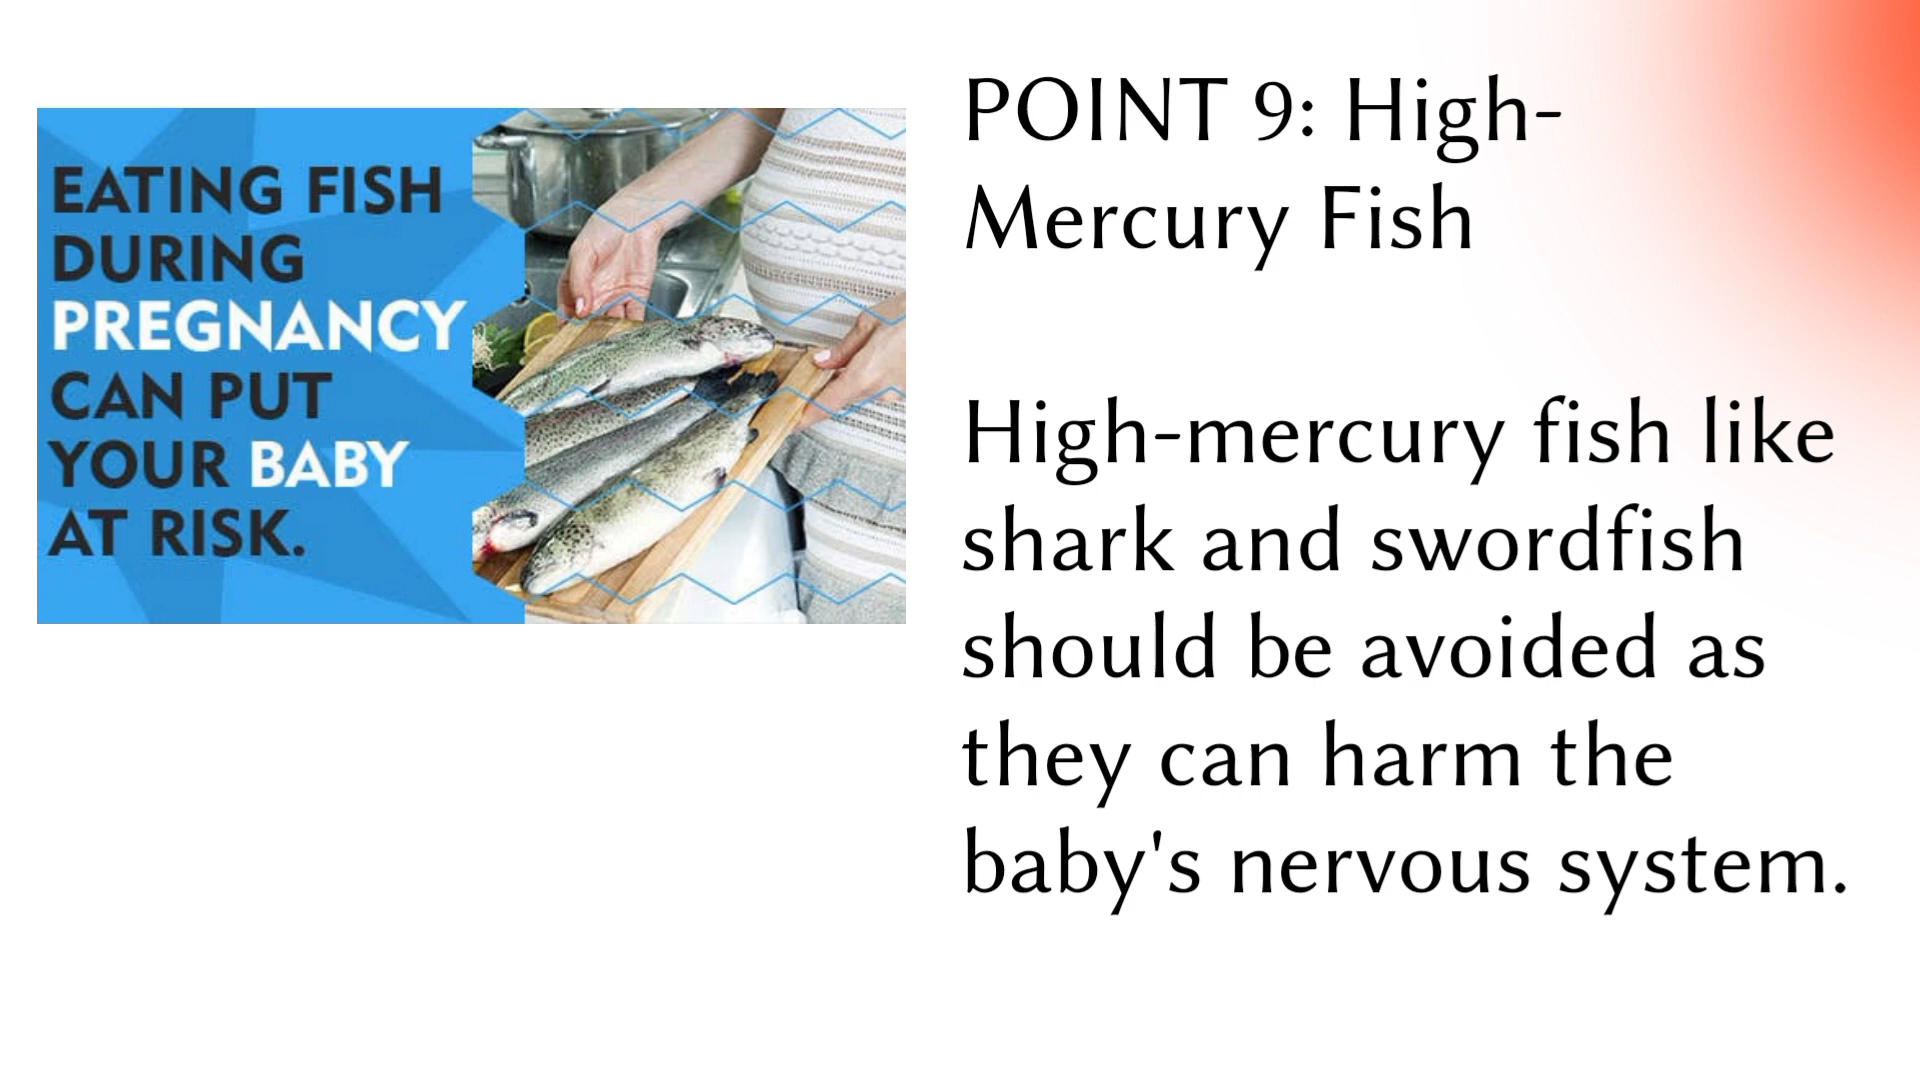 EATING FISH
DURING
PREGNANCY
CAN PUT
YOUR BABY
AT RISK.
POINT 9: High-
Mercury Fish
High-mercury fish like
shark and swordfish
should be avoided as
they can harm the
baby's nervous system.